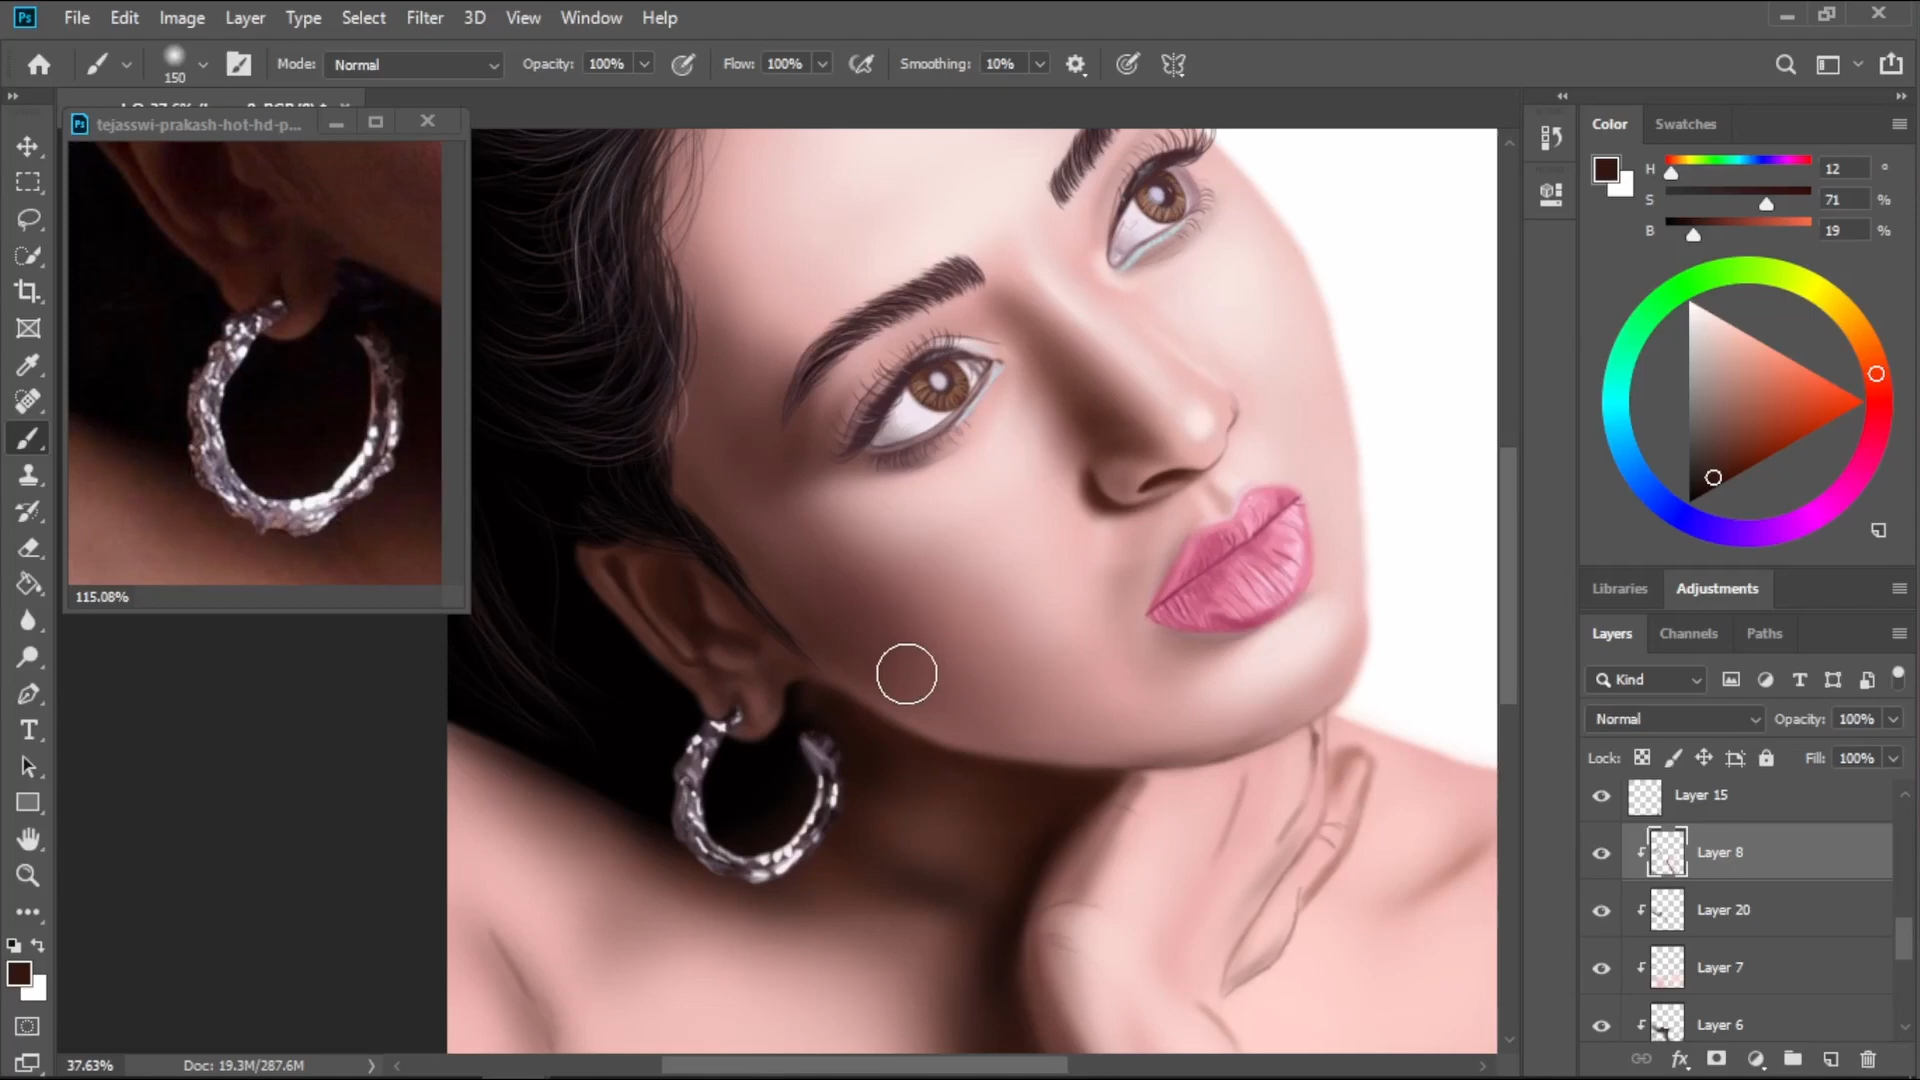 Ps File Edit Image Layer Type Select Filter 3D View Window Help
150 Mode: Normal Opacity: 100% Flow: 100% Smoothing: 10%
Ps tejasswi-prakash-hot-hd-p...
115.08%
Color Swatches
H 12 °
S 71 %
B 19 %
Libraries Adjustments
Layers Channels Paths
Kind
Normal Opacity: 100%
Lock: Fill: 100%
Layer 15
Layer 8
Layer 20
Layer 7
Layer 6
fx
37.63% Doc: 19.3M/287.6M